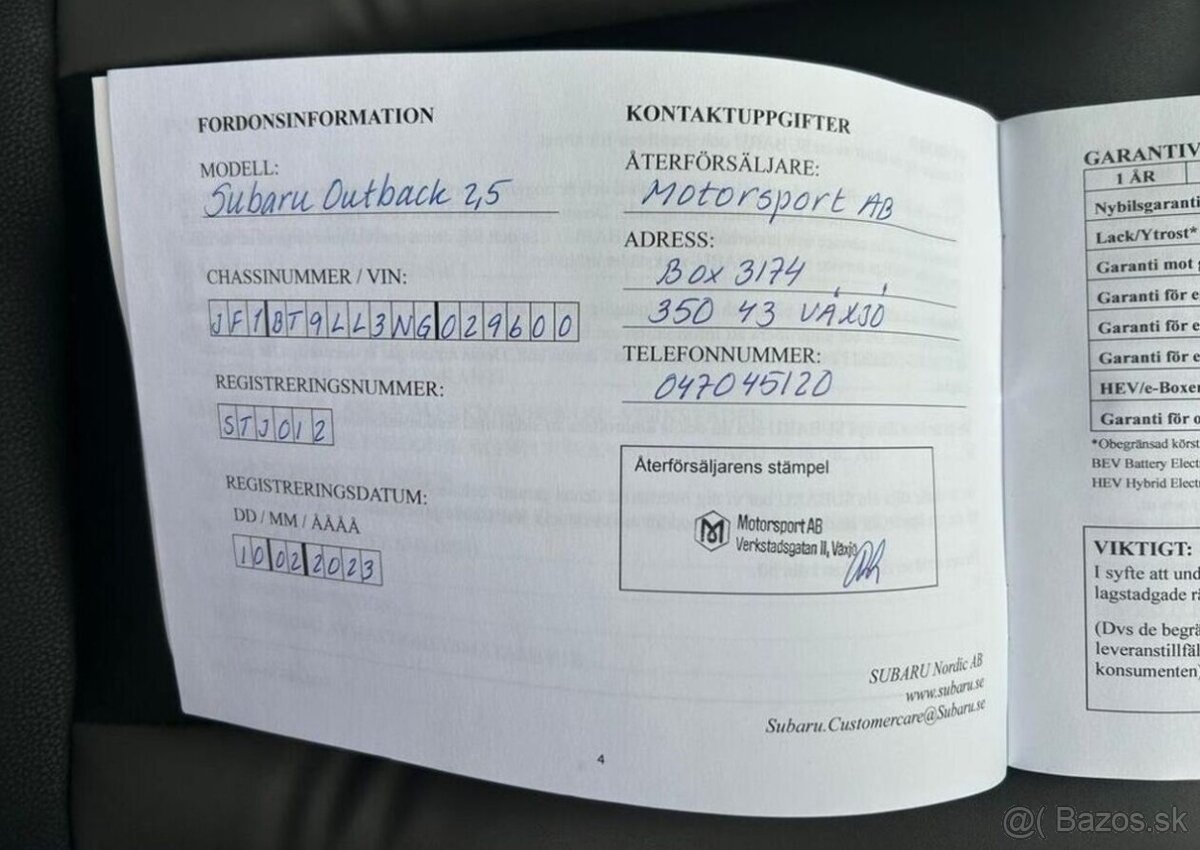 FORDONSINFORMATION
MODELL:
Subaru Outback 2,5
CHASSINUMMER / VIN:
JF1BT9LL3NG029600
REGISTRERINGSNUMMER:
STJ012
REGISTRERINGSDATUM:
DD / MM / ÅÅÅÅ
10022023
KONTAKTUPPGIFTER
ÅTERFÖRSÄLJARE:
Motorsport AB
ADRESS:
Box 3174
350 43 VÄXJÖ
TELEFONNUMMER:
047045120
Återförsäljarens stämpel
Motorsport AB
Verkstadsgatan 11, Växjö
SUBARU Nordic AB
www.subaru.se
Subaru.Customercare@Subaru.se
4
GARANTIV
1 ÅR
Nybilsgaranti
Lack/Ytrost*
Garanti mot
Garanti för e
Garanti för e
Garanti för e
HEV/e-Boxer
Garanti för
*Obegränsad körst
BEV Battery Elect
HEV Hybrid Elect
VIKTIGT:
I syfte att und
lagstadgade rä
(Dvs de begrä
leveranstillfäl
konsumenten)
@( Bazos.sk